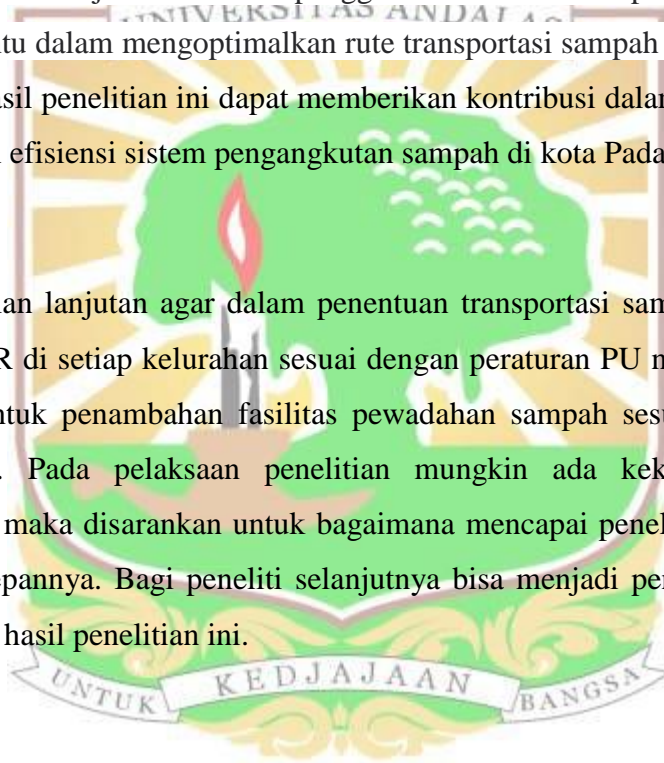 UNIVERSITAS ANDALAS
tu dalam mengoptimalkan rute transportasi sampah
asil penelitian ini dapat memberikan kontribusi dalam
efisiensi sistem pengangkutan sampah di kota Pada
an lanjutan agar dalam penentuan transportasi sam
R di setiap kelurahan sesuai dengan peraturan PU n
ntuk penambahan fasilitas pewadahan sampah sesu
. Pada pelaksaan penelitian mungkin ada kek
maka disarankan untuk bagaimana mencapai penel
epannya. Bagi peneliti selanjutnya bisa menjadi per
hasil penelitian ini.
UNTUK KEDJAJAAN BANGSA